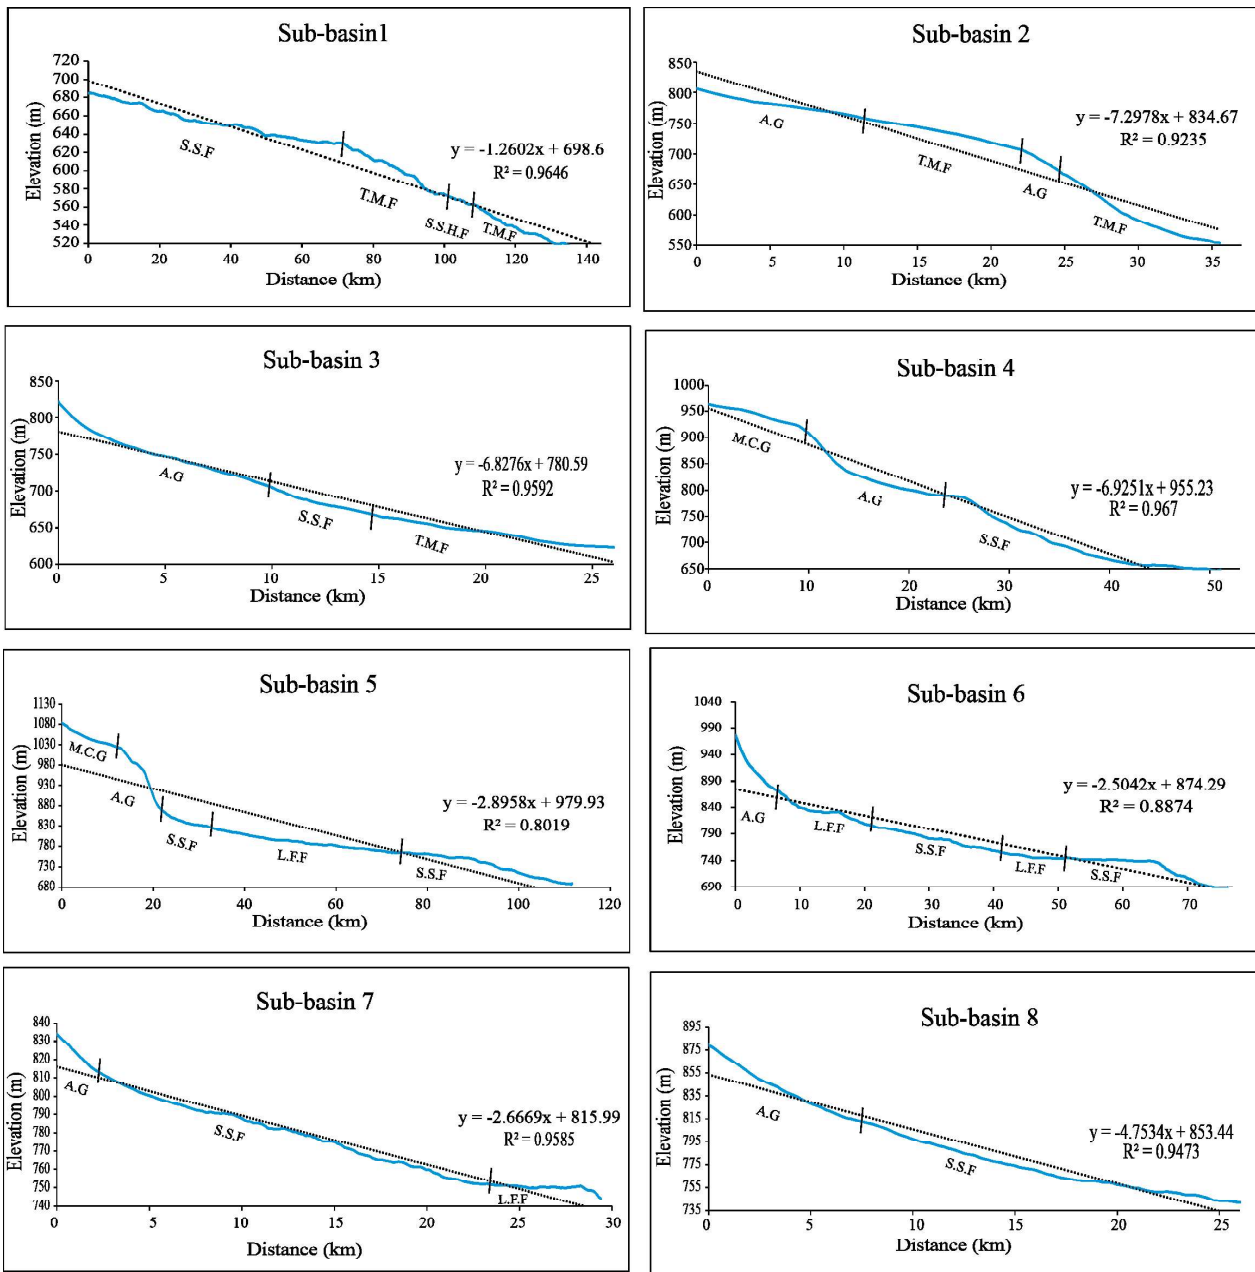 Sub-basin1
720
700
680
660
640
620
600
580
560
540
520
Elevation (m)
S.S.F
T.M.F
S.S.H.F
T.M.F
y = -1.2602x + 698.6
R² = 0.9646
0 20 40 60 80 100 120 140
Distance (km)
Sub-basin 2
850
800
750
700
650
600
550
Elevation (m)
A.G
T.M.F
A.G
T.M.F
y = -7.2978x + 834.67
R² = 0.9235
0 5 10 15 20 25 30 35
Distance (km)
Sub-basin 3
850
800
750
700
650
600
Elevation (m)
A.G
S.S.F
T.M.F
y = -6.8276x + 780.59
R² = 0.9592
0 5 10 15 20 25
Distance (km)
Sub-basin 4
1000
950
900
850
800
750
700
650
Elevation (m)
M.C.G
A.G
S.S.F
y = -6.9251x + 955.23
R² = 0.967
0 10 20 30 40 50
Distance (km)
Sub-basin 5
1130
1080
1030
980
930
880
830
780
730
680
Elevation (m)
M.C.G
A.G
S.S.F
L.F.F
S.S.F
y = -2.8958x + 979.93
R² = 0.8019
0 20 40 60 80 100 120
Distance (km)
Sub-basin 6
1040
990
940
890
840
790
740
690
Elevation (m)
A.G
L.F.F
S.S.F
L.F.F
S.S.F
y = -2.5042x + 874.29
R² = 0.8874
0 10 20 30 40 50 60 70
Distance (km)
Sub-basin 7
840
830
820
810
800
790
780
770
760
750
740
Elevation (m)
A.G
S.S.F
L.F.F
y = -2.6669x + 815.99
R² = 0.9585
0 5 10 15 20 25 30
Distance (km)
Sub-basin 8
895
875
855
835
815
795
775
755
735
Elevation (m)
A.G
S.S.F
y = -4.7534x + 853.44
R² = 0.9473
0 5 10 15 20 25
Distance (km)